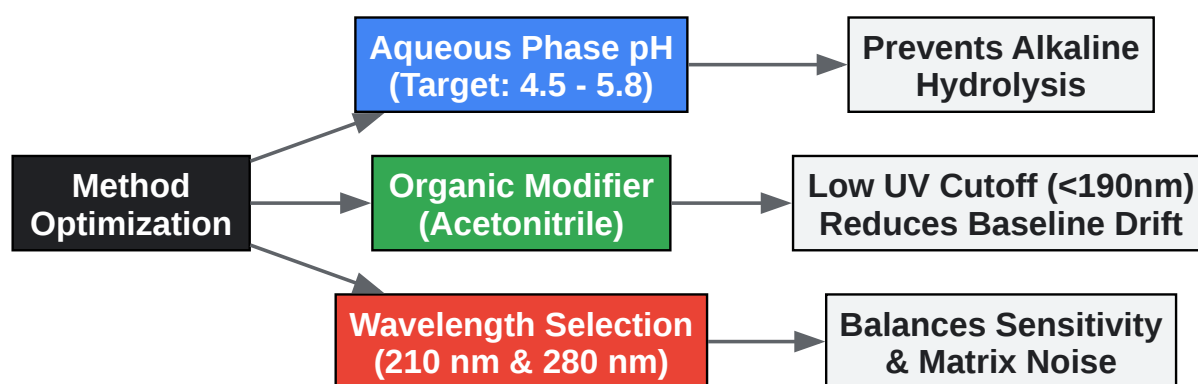 Aqueous Phase pH
(Target: 4.5 - 5.8)
Prevents Alkaline
Hydrolysis
Method
Optimization
Organic Modifier
(Acetonitrile)
Low UV Cutoff (<190nm)
Reduces Baseline Drift
Wavelength Selection
(210 nm & 280 nm)
Balances Sensitivity
& Matrix Noise